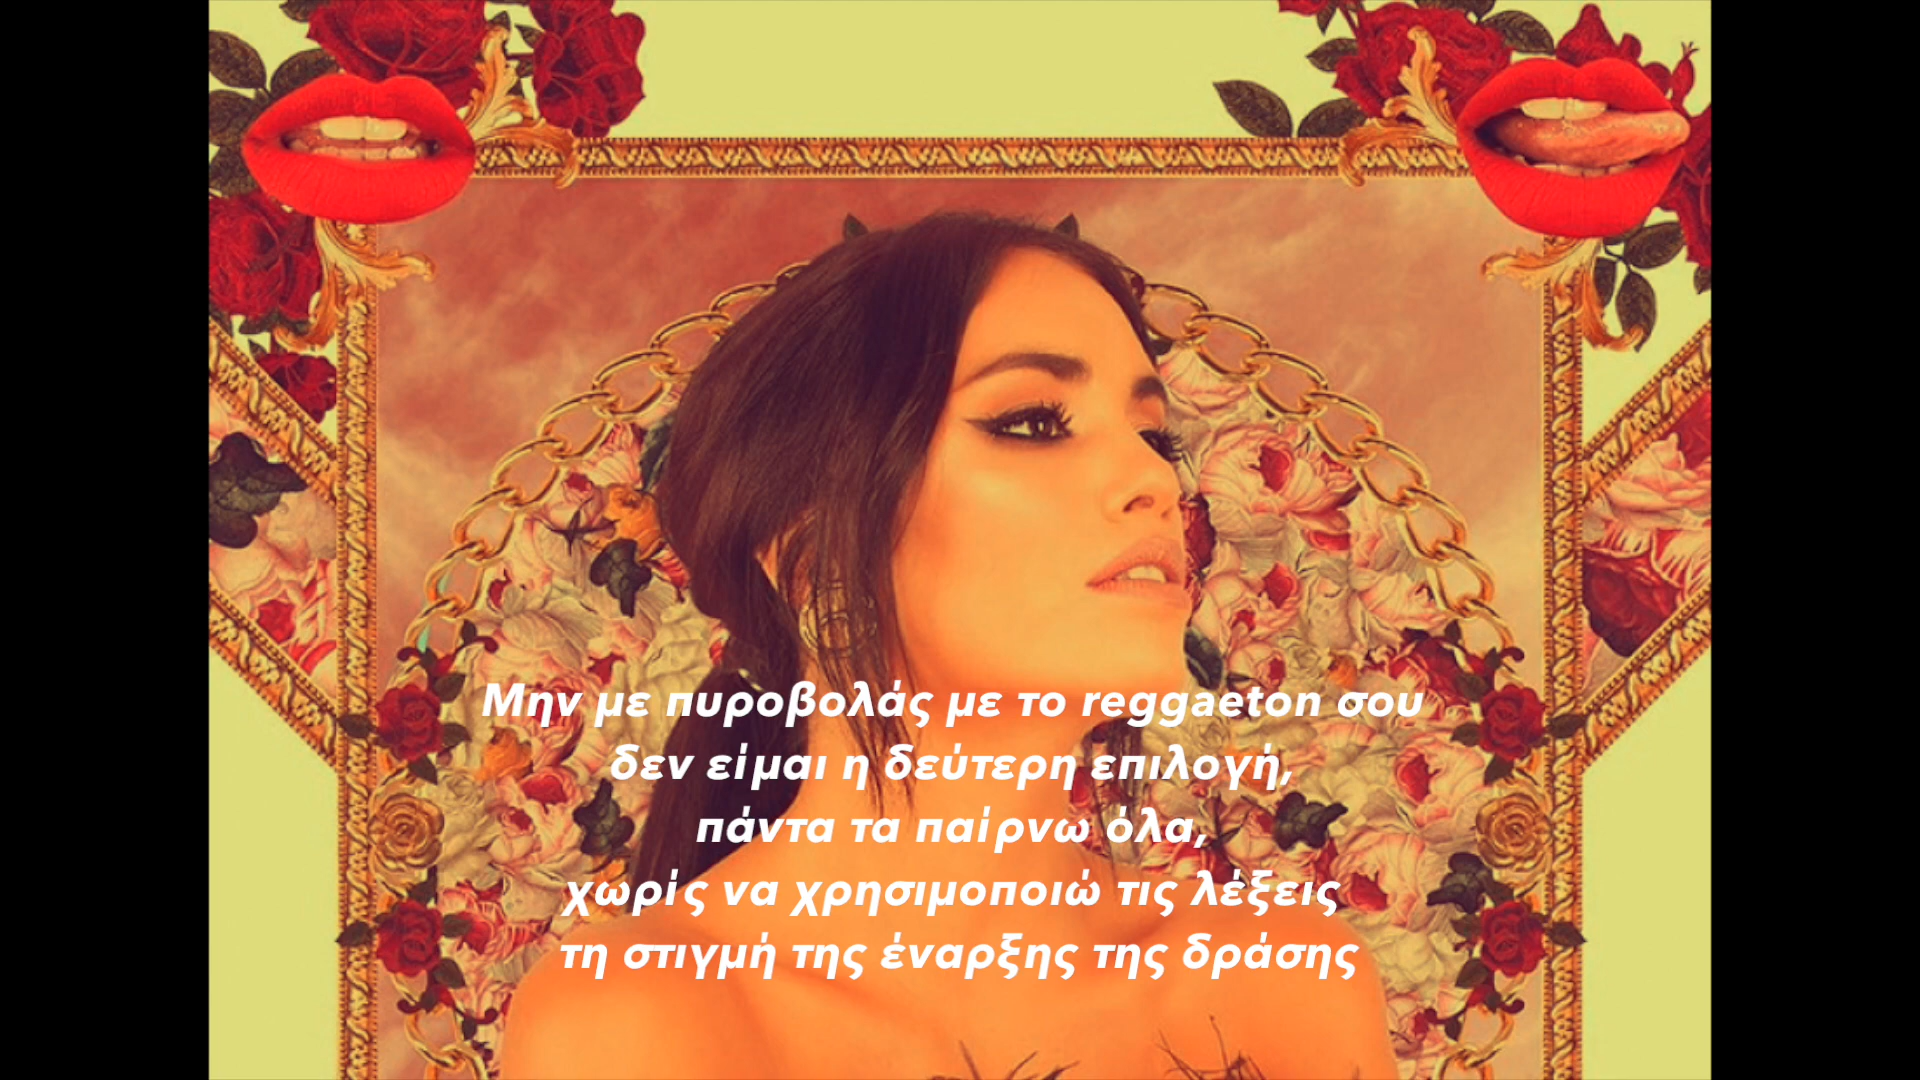 Μην με πυροβολάς με το reggaeton σου
δεν είμαι η δεύτερη επιλογή,
πάντα τα παίρνω όλα,
χωρίς να χρησιμοποιώ τις λέξεις
τη στιγμή της έναρξης της δράσης